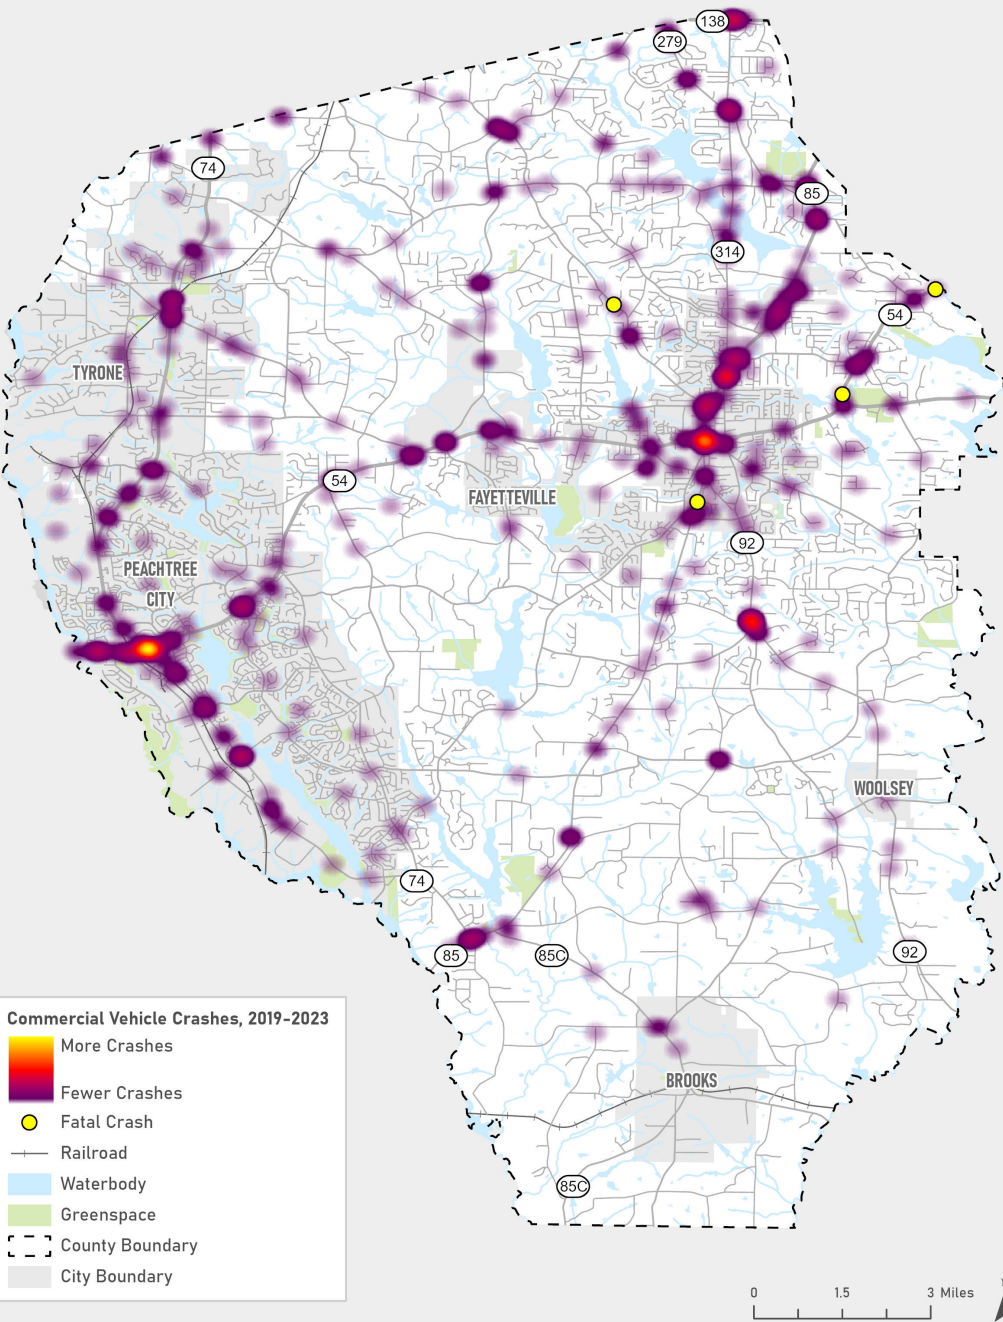 138
279
74
85
314
54
TYRONE
54
FAYETTEVILLE
92
PEACHTREE
CITY
WOOLSEY
74
85
85C
92
Commercial Vehicle Crashes, 2019-2023
More Crashes
Fewer Crashes
Fatal Crash
Railroad
Waterbody
Greenspace
County Boundary
City Boundary
BROOKS
85C
0 1.5 3 Miles